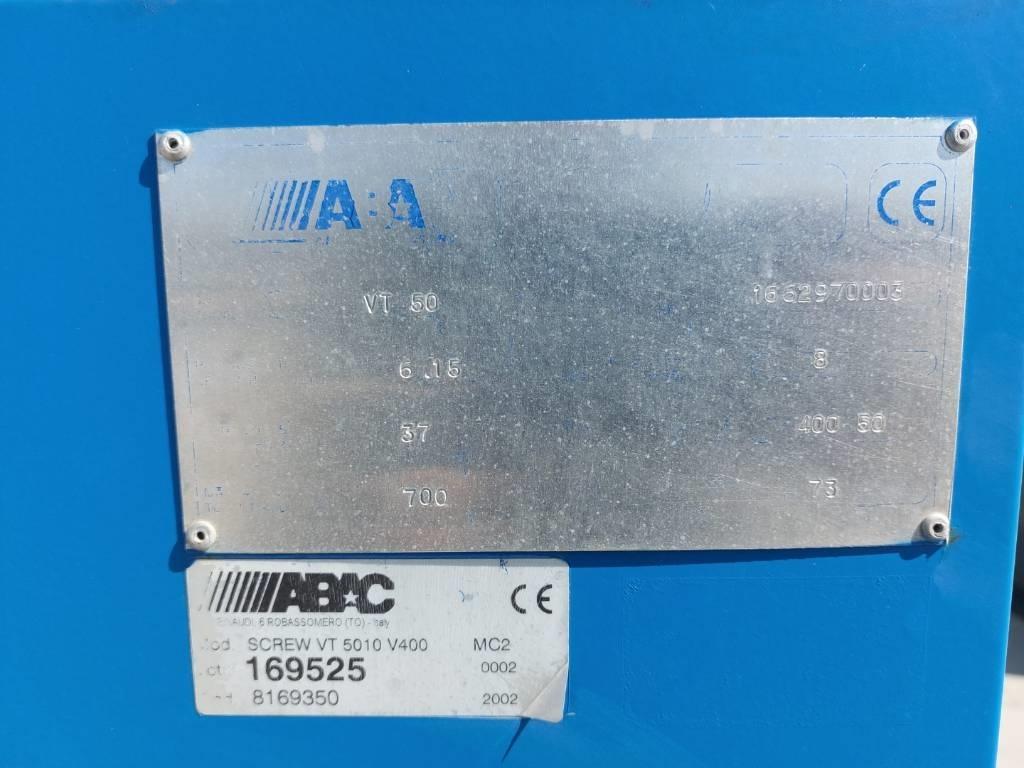 CE
VT 50 1662970003
6.15 8
37 400 50
700 73
ABAC CE
6 ROBASSOMERO (TO) - Italy
SCREW VT 5010 V400 MC2
169525 0002
8169350 2002